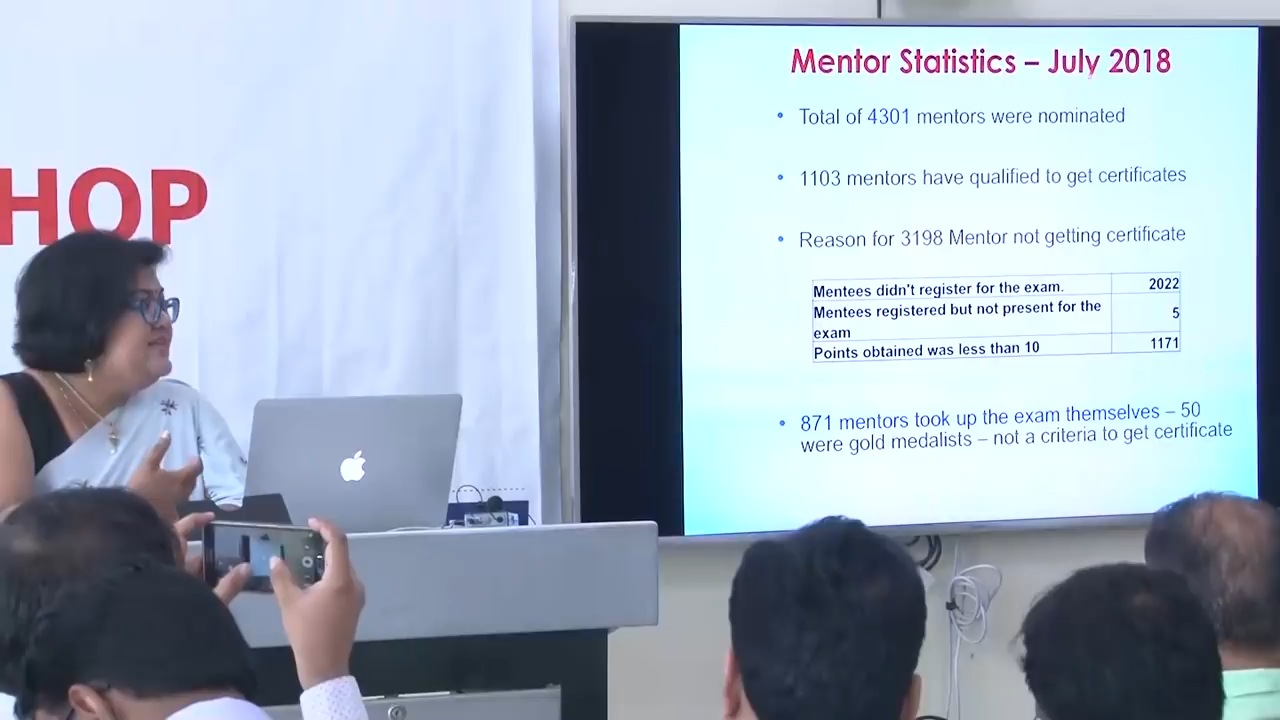 HOP
Mentor Statistics – July 2018
• Total of 4301 mentors were nominated
• 1103 mentors have qualified to get certificates
• Reason for 3198 Mentor not getting certificate
Mentees didn't register for the exam. 2022
Mentees registered but not present for the
exam 5
Points obtained was less than 10 1171
• 871 mentors took up the exam themselves – 50
were gold medalists – not a criteria to get certificate